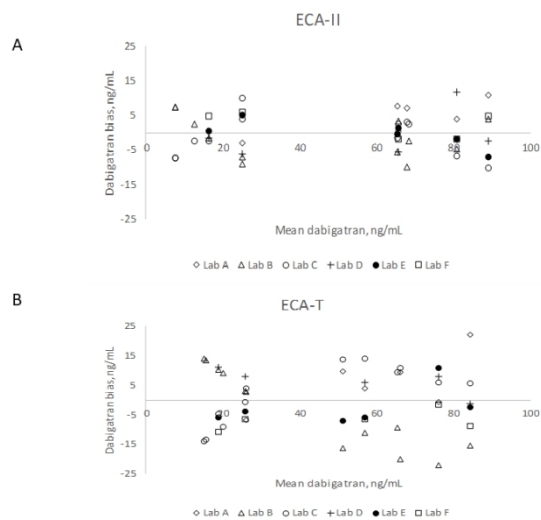 A
ECA-II
Dabigatran bias, ng/mL
25
15
5
-5
-15
-25
0 20 40 60 80 100
Mean dabigatran, ng/mL
Lab A Lab B Lab C Lab D Lab E Lab F
B
ECA-T
Dabigatran bias, ng/mL
25
15
5
-5
-15
-25
0 20 40 60 80 100
Mean dabigatran, ng/mL
Lab A Lab B Lab C Lab D Lab E Lab F